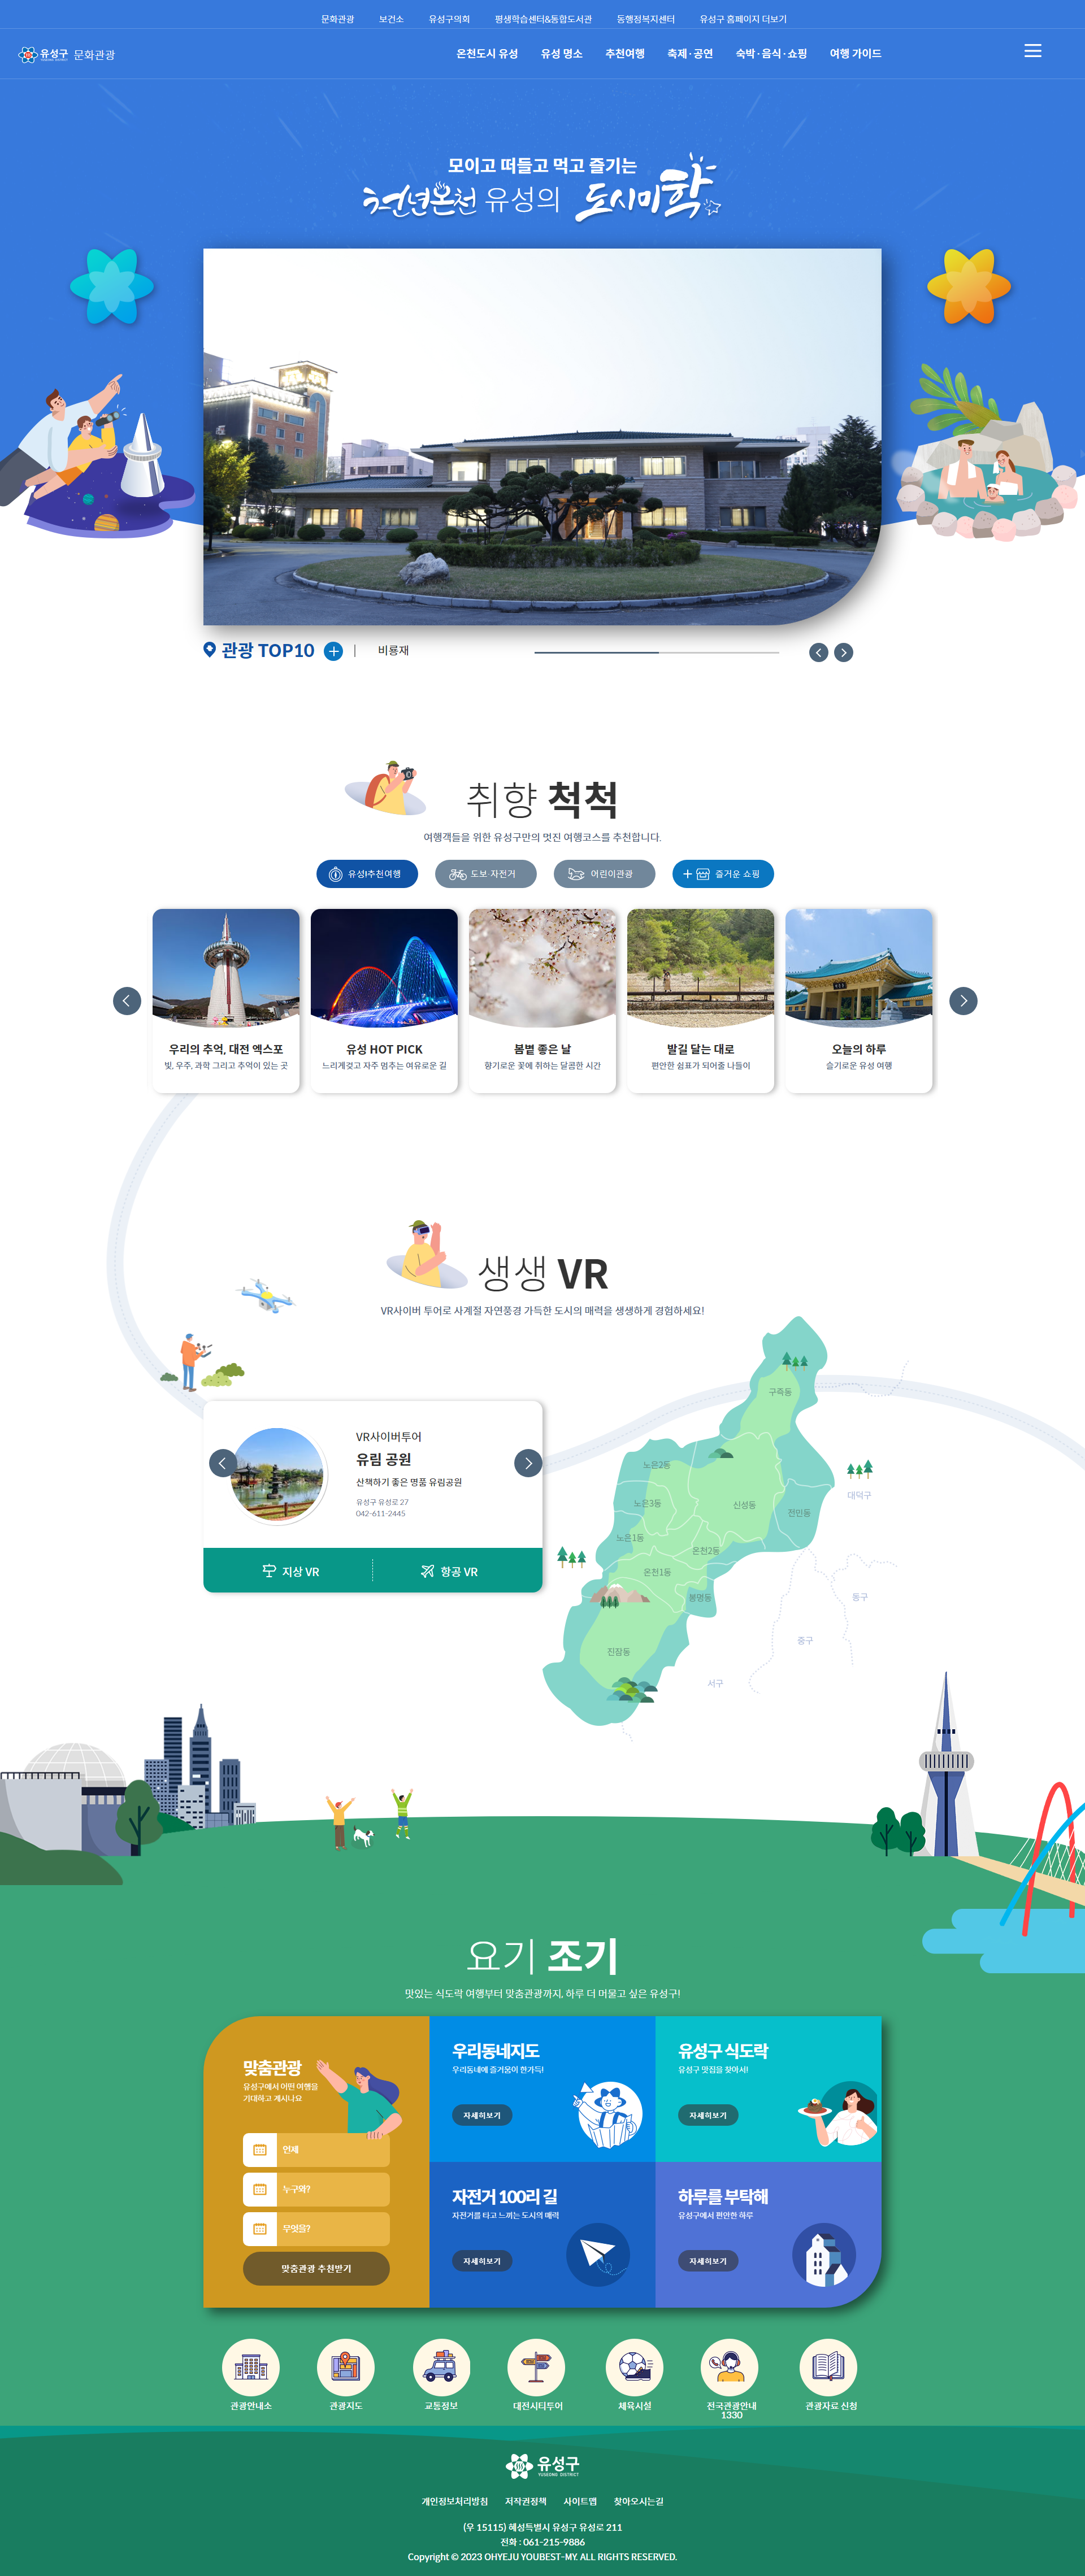 문화관광
보건소
유성구의회
평생학습센터&통합도서관
동행정복지센터
유성구 홈페이지 더보기
유성구 문화관광
온천도시 유성
유성 명소
추천여행
축제·공연
숙박·음식·쇼핑
여행 가이드
모이고 떠들고 먹고 즐기는
천년온천 유성의 도시미학
관광 TOP10
비룡재
취향 척척
여행객들을 위한 유성구만의 멋진 여행코스를 추천합니다.
유성!추천여행
도보·자전거
어린이관광
즐거운 쇼핑
우리의 추억, 대전 엑스포
빛, 우주, 과학 그리고 추억이 있는 곳
유성 HOT PICK
느리게걷고 자주 멈추는 여유로운 길
봄볕 좋은 날
향기로운 꽃에 취하는 달콤한 시간
발길 닿는 대로
편안한 쉼표가 되어줄 나들이
오늘의 하루
슬기로운 유성 여행
생생 VR
VR사이버 투어로 사계절 자연풍경 가득한 도시의 매력을 생생하게 경험하세요!
VR사이버투어
유림 공원
산책하기 좋은 명품 유림공원
유성구 유성로 27
042-611-2445
지상 VR
항공 VR
구즉동
노은2동
노은3동
신성동
전민동
노은1동
온천2동
온천1동
봉명동
진잠동
대덕구
동구
중구
서구
요기 조기
맛있는 식도락 여행부터 맞춤관광까지, 하루 더 머물고 싶은 유성구!
맞춤관광
유성구에서 어떤 여행을
기대하고 계시나요
언제
누구와?
무엇을?
맞춤관광 추천받기
우리동네지도
우리동네에 즐거움이 한가득!
자세히보기
유성구 식도락
유성구 맛집을 찾아서!
자세히보기
자전거 100리 길
자전거를 타고 느끼는 도시의 매력
자세히보기
하루를 부탁해
유성구에서 편안한 하루
자세히보기
관광안내소
관광지도
교통정보
대전시티투어
체육시설
전국관광안내
1330
관광자료 신청
유성구
YUSEONG DISTRICT
개인정보처리방침
저작권정책
사이트맵
찾아오시는길
(우 15115) 혜성특별시 유성구 유성로 211
전화 : 061-215-9886
Copyright © 2023 OHYEJU YOUBEST-MY. ALL RIGHTS RESERVED.